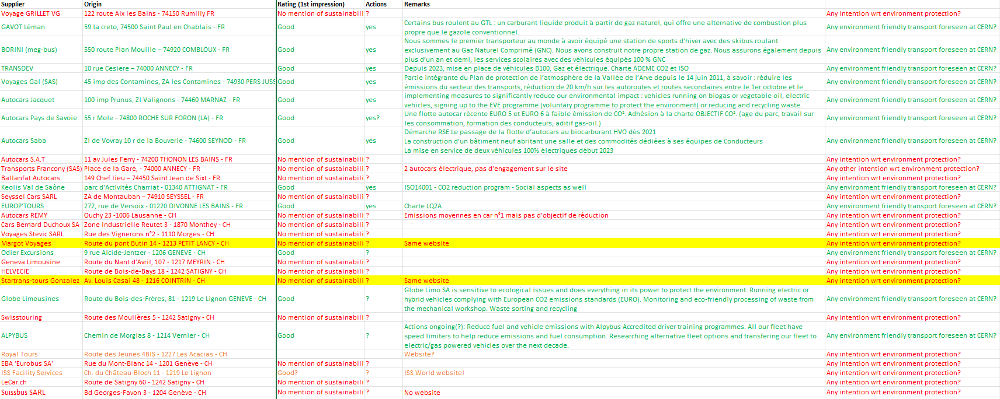 Supplier Origin Rating (1st impression) Actions Remarks
Voyage GRILLET VG 122 route Aix les Bains - 74150 Rumilly FR No mention of sustainabili ? Any intention wrt environment protection?
GAVOT Léman 59 la creto, 74500 Saint Paul en Chablais - FR Good yes Certains bus roulent au GTL : un carburant liquide produit à partir de gaz naturel, qui offre une alternative de combustion plus
propre que le gazole conventionnel. Any environment friendly transport foreseen at CERN?
BORINI (meg-bus) 550 route Plan Mouille – 74920 COMBLOUX - FR Good yes Nous sommes le premier transporteur au monde à avoir équipé une station de sports d’hiver avec des skibus roulant
exclusivement au Gaz Naturel Comprimé (GNC). Nous avons construit notre propre station de gaz. Nous assurons également depuis
plus d’un an et demi, les services scolaires avec des véhicules équipés 100 % GNC Any environment friendly transport foreseen at CERN?
TRANSDEV 10 rue Cesiere – 74000 ANNECY - FR Good yes Depuis 2023, mise en place de véhicules B100, Gaz et électrique. Charte ADEME CO2 et ISO Any environment friendly transport foreseen at CERN?
Voyages Gal (SAS) 45 imp des Contamines, ZA les Contamines - 74930 PERS JUSS Good yes Partie intégrante du Plan de protection de l’atmosphère de la Vallée de l’Arve depuis le 14 juin 2011, à savoir : réduire les
émissions du secteur des transports, réduction de 20 km/h sur les autoroutes et routes secondaires entre le 1er octobre et le Any environment friendly transport foreseen at CERN?
Autocars Jacquet 100 imp Prunus, ZI Valignons - 74460 MARNAZ - FR Good yes implementing measures to significantly reduce our environmental impact : vehicles running on biogas or vegetable oil, electric
vehicles, signing up to the EVE programme (voluntary programme to protect the environment) or reducing and recycling waste. Any environment friendly transport foreseen at CERN?
Autocars Pays de Savoie 55 r Mole - 74800 ROCHE SUR FORON (LA) - FR Good yes? Une flotte autocar récente EURO 5 et EURO 6 à faible émission de CO². Adhésion à la charte OBJECTIF CO². (age du parc, travail sur
les consommation, formation des conducteurs, aditif gas-oil.) Any environment friendly transport foreseen at CERN?
Autocars Saba ZI de Vovray 10 r de la Bouverie - 74600 SEYNOD - FR Good yes Démarche RSE:Le passage de la flotte d’autocars au biocarburant HVO dès 2021
La construction d’un bâtiment neuf abritant une salle et des commodités dédiées à ses équipes de Conducteurs
La mise en service de deux véhicules 100% électriques début 2023 Any environment friendly transport foreseen at CERN?
Autocars S.A.T 11 av Jules Ferry - 74200 THONON LES BAINS - FR No mention of sustainabili ? Any intention wrt environment protection?
Transports Francony (SAS) Place de la Gare, - 74000 ANNECY - FR No mention of sustainabili ? 2 autocars électrique, pas d'engagement sur le site Any other intention wrt environment protection?
Ballanfat Autocars 149 Chef lieu – 74450 Saint Jean de Sixt - FR No mention of sustainabili ? Any intention wrt environment protection?
Keolis Val de Saône parc d'Activités Charriat - 01340 ATTIGNAT - FR Good yes ISO14001 - CO2 reduction program - Social aspects as well Any environment friendly transport foreseen at CERN?
Seyssel Cars SARL ZA de Montauban – 74910 SEYSSEL - FR No mention of sustainabili ? Any intention wrt environment protection?
EUROP'TOURS 272, rue de Versoix - 01220 DIVONNE LES BAINS - FR Good yes Charte LQ2A Any environment friendly transport foreseen at CERN?
Autocars REMY Ouchy 23 -1006 Lausanne - CH No mention of sustainabili ? Emissions moyennes en car n°1 mais pas d'objectif de réduction Any intention wrt environment protection?
Cars Bernard Duchoux SA Zone Industrielle Reutet 3 - 1870 Monthey - CH No mention of sustainabili ? Any intention wrt environment protection?
Voyages Stevic SARL Rue des Vignerons n°2 - 1110 Morges - CH No mention of sustainabili ? Any intention wrt environment protection?
Margot Voyages Route du pont Butin 14 - 1213 PETIT LANCY - CH No mention of sustainabili ? Same website Any intention wrt environment protection?
Odier Excursions 9 rue Alcide-Jentzer - 1206 GENEVE - CH Good ? Any environment friendly transport foreseen at CERN?
Geneva Limousine Route du Nant d’Avril, 107 - 1217 MEYRIN - CH No mention of sustainabili ? Any intention wrt environment protection?
HELVECIE Route de Bois-de-Bays 18 - 1242 SATIGNY - CH No mention of sustainabili ? Any intention wrt environment protection?
Startrans-tours Gonzalez Av. Louis Casai 48 - 1216 COINTRIN - CH No mention of sustainabili ? Same website Any intention wrt environment protection?
Globe Limousines Route du Bois-des-Frères, 81 - 1219 Le Lignon GENEVE - CH Good ? Globe Limo SA is sensitive to ecological issues and does everything in its power to protect the environment: Running electric or
hybrid vehicles complying with European CO2 emissions standards (EURO). Monitoring and eco-friendly processing of waste from
the mechanical workshop. Waste sorting and recycling Any environment friendly transport foreseen at CERN?
Swisstouring Route des Moulières 5 - 1242 Satigny - CH No mention of sustainabili ? Any intention wrt environment protection?
ALPYBUS Chemin de Morglas 8 - 1214 Vernier - CH Good ? Actions ongoing(?): Reduce fuel and vehicle emissions with Alpybus Accredited driver training programmes. All our fleet have
speed limiters to help reduce emissions and fuel consumption. Researching alternative fleet options and transfering our fleet to
electric/gas powered vehicles over the next decade. Any environment friendly transport foreseen at CERN?
Royal Tours Route des Jeunes 4BIS - 1227 Les Acacias - CH Website? Any intention wrt environment protection?
EBA 'Eurobus SA' Rue du Mont-Blanc 14 - 1201 Genève - CH No mention of sustainabili ? Any intention wrt environment protection?
ISS Facility Services Ch. du Château-Bloch 11 - 1219 Le Lignon Good? ? ISS World website! Any intention wrt environment protection?
LeCar.ch Route de Satigny 60 - 1242 Satigny - CH No mention of sustainabili ? Any intention wrt environment protection?
Suissbus SARL Bd Georges-Favon 3 - 1204 Genève - CH No mention of sustainabili ? No website Any intention wrt environment protection?